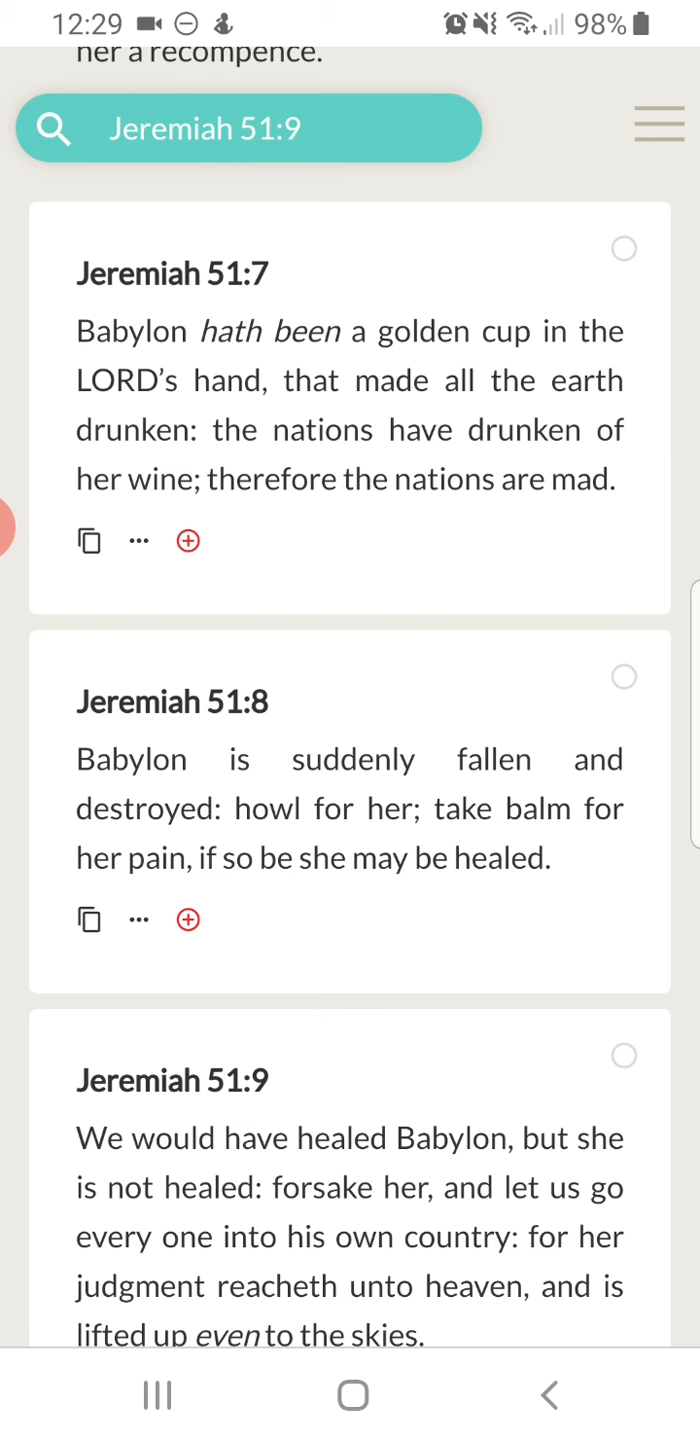 12:29 98%
her a recompence.
Jeremiah 51:9
Jeremiah 51:7
Babylon hath been a golden cup in the
LORD’s hand, that made all the earth
drunken: the nations have drunken of
her wine; therefore the nations are mad.
Jeremiah 51:8
Babylon is suddenly fallen and
destroyed: howl for her; take balm for
her pain, if so be she may be healed.
Jeremiah 51:9
We would have healed Babylon, but she
is not healed: forsake her, and let us go
every one into his own country: for her
judgment reacheth unto heaven, and is
lifted up even to the skies.